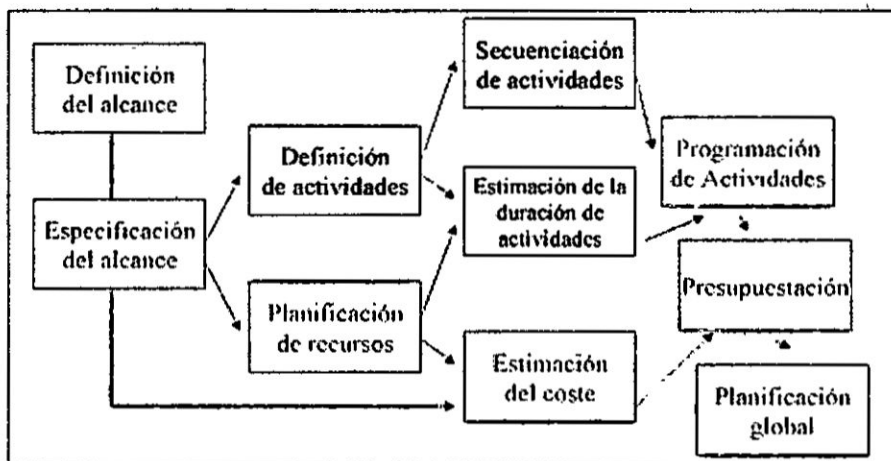 Definición
del alcance
Especificación
del alcance
Definición
de actividades
Planificación
de recursos
Secuenciación
de actividades
Estimación de la
duración de
actividades
Estimación
del coste
Programación
de Actividades
Presupuestación
Planificación
global